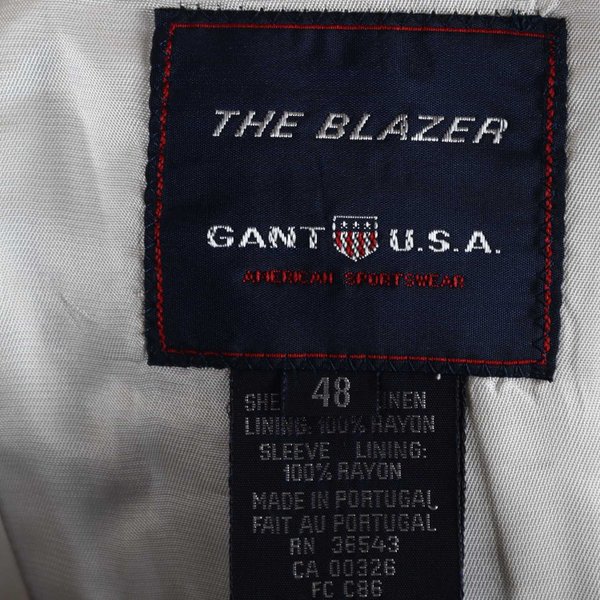 THE BLAZER
GANT U.S.A.
AMERICAN SPORTSWEAR
48
LINING: 100% RAYON
SLEEVE LINING:
100% RAYON
MADE IN PORTUGAL
FAIT AU PORTUGAL
RN 36543
CA 00326
FC C86